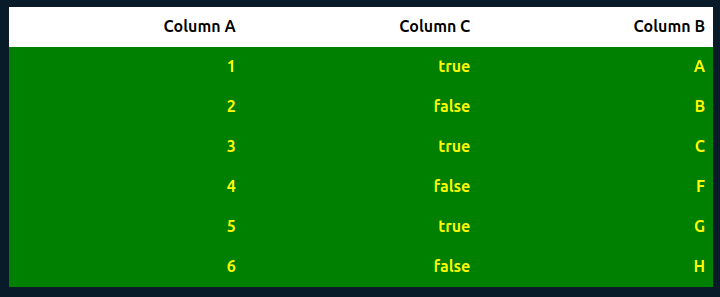 Column A Column C Column B
1 true A
2 false B
3 true C
4 false F
5 true G
6 false H